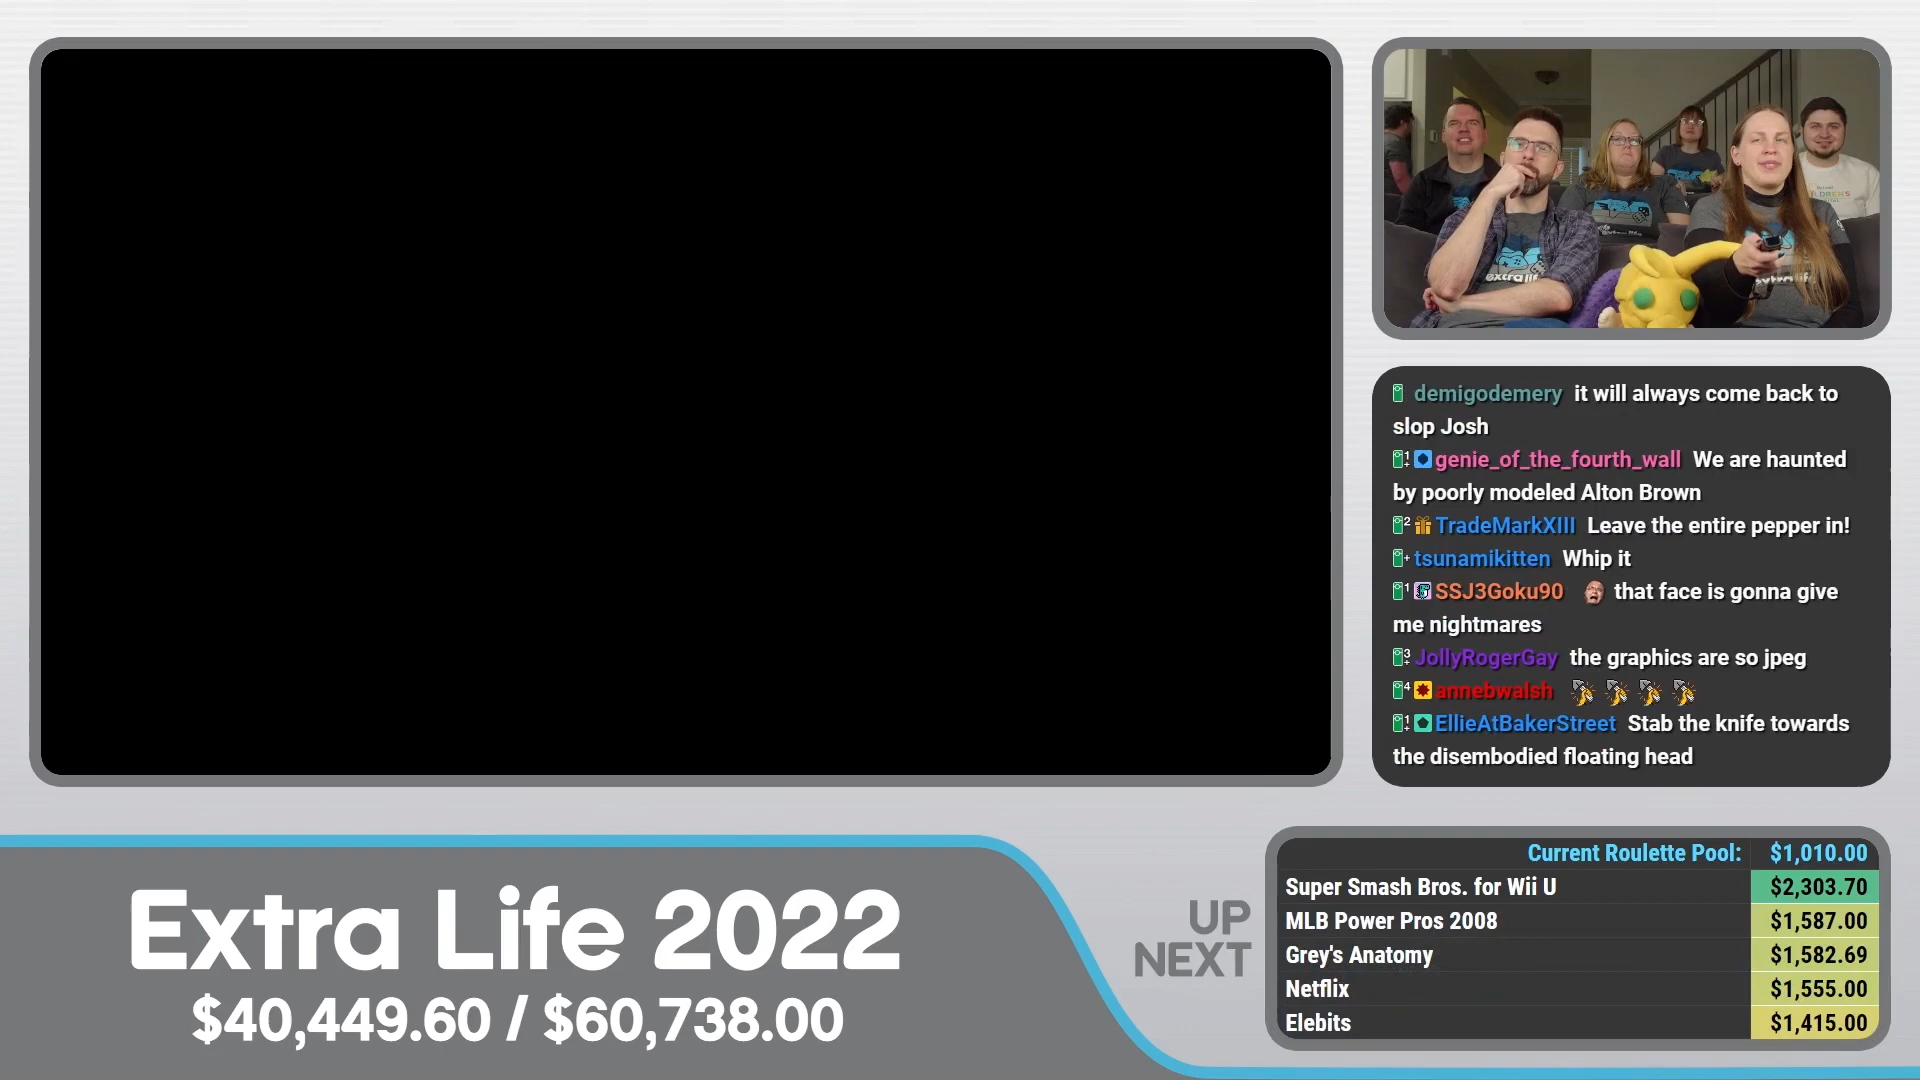 demigodemery it will always come back to
slop Josh
genie_of_the_fourth_wall We are haunted
by poorly modeled Alton Brown
TradeMarkXIII Leave the entire pepper in!
tsunamikitten Whip it
SSJ3Goku90 that face is gonna give
me nightmares
JollyRogerGay the graphics are so jpeg
annebwalsh
EllieAtBakerStreet Stab the knife towards
the disembodied floating head
Extra Life 2022
$40,449.60 / $60,738.00
UP
NEXT
Current Roulette Pool: $1,010.00
Super Smash Bros. for Wii U $2,303.70
MLB Power Pros 2008 $1,587.00
Grey's Anatomy $1,582.69
Netflix $1,555.00
Elebits $1,415.00